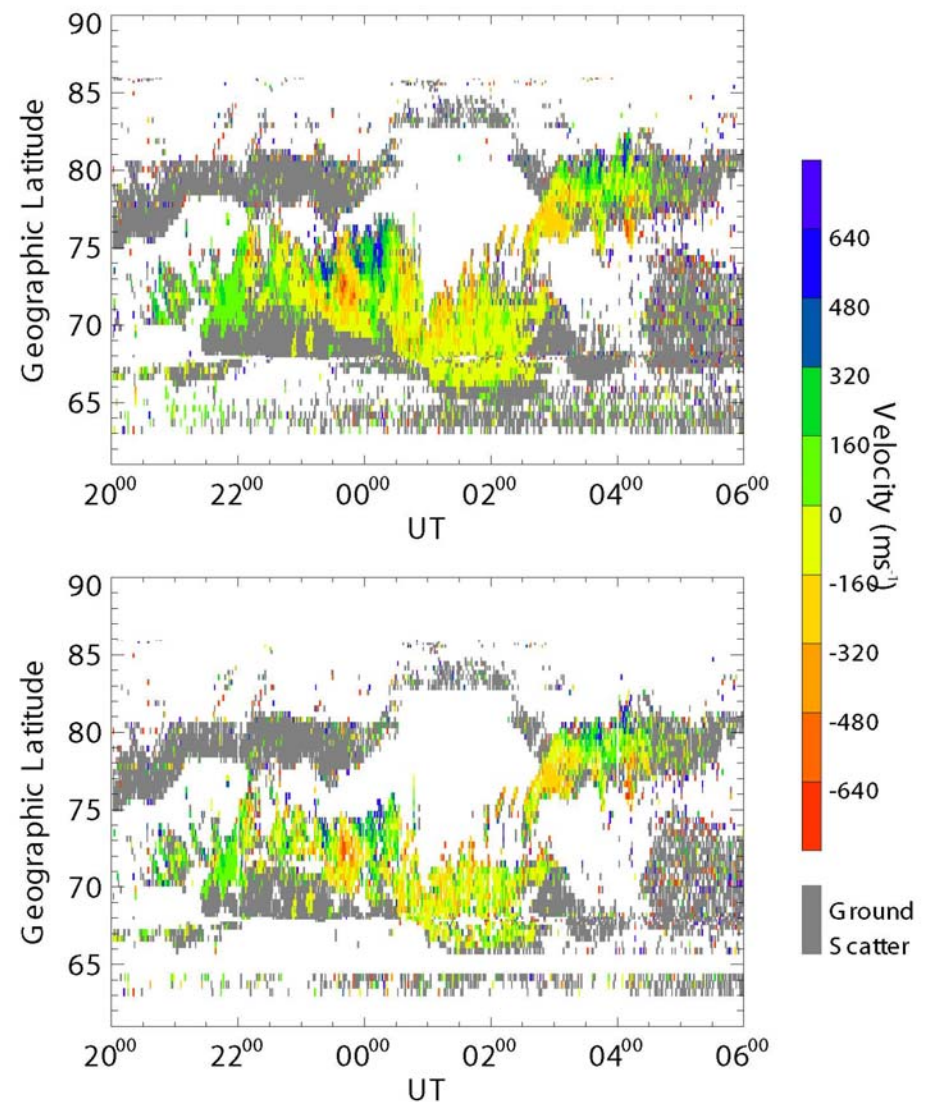 90
85
80
75
70
65
Geographic Latitude
20⁰⁰ 22⁰⁰ 00⁰⁰ 02⁰⁰ 04⁰⁰ 06⁰⁰
UT
640
480
320
160
0
-160
-320
-480
-640
Velocity (ms⁻¹)
Ground
Scatter
90
85
80
75
70
65
Geographic Latitude
20⁰⁰ 22⁰⁰ 00⁰⁰ 02⁰⁰ 04⁰⁰ 06⁰⁰
UT